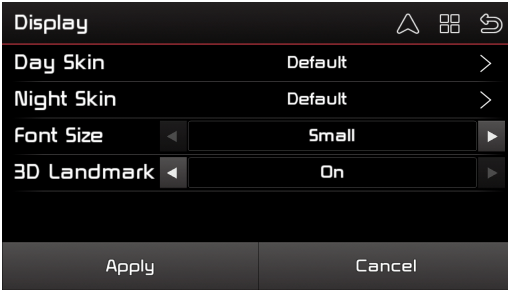 Display
Day Skin Default
Night Skin Default
Font Size Small
3D Landmark On
Apply Cancel